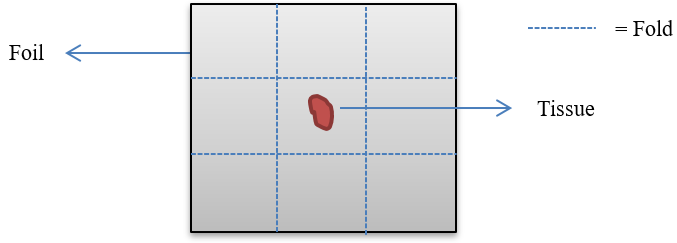 = Fold
Foil
Tissue